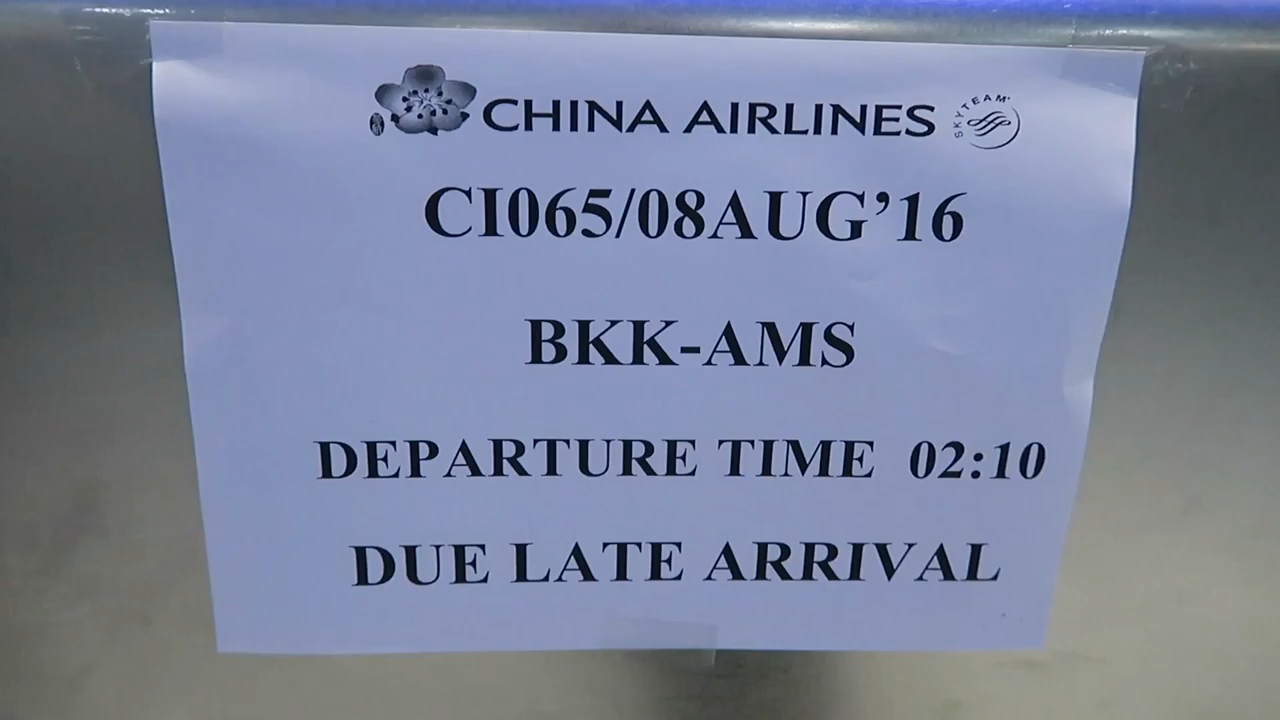 CHINA AIRLINES SKYTEAM
CI065/08AUG'16
BKK-AMS
DEPARTURE TIME 02:10
DUE LATE ARRIVAL